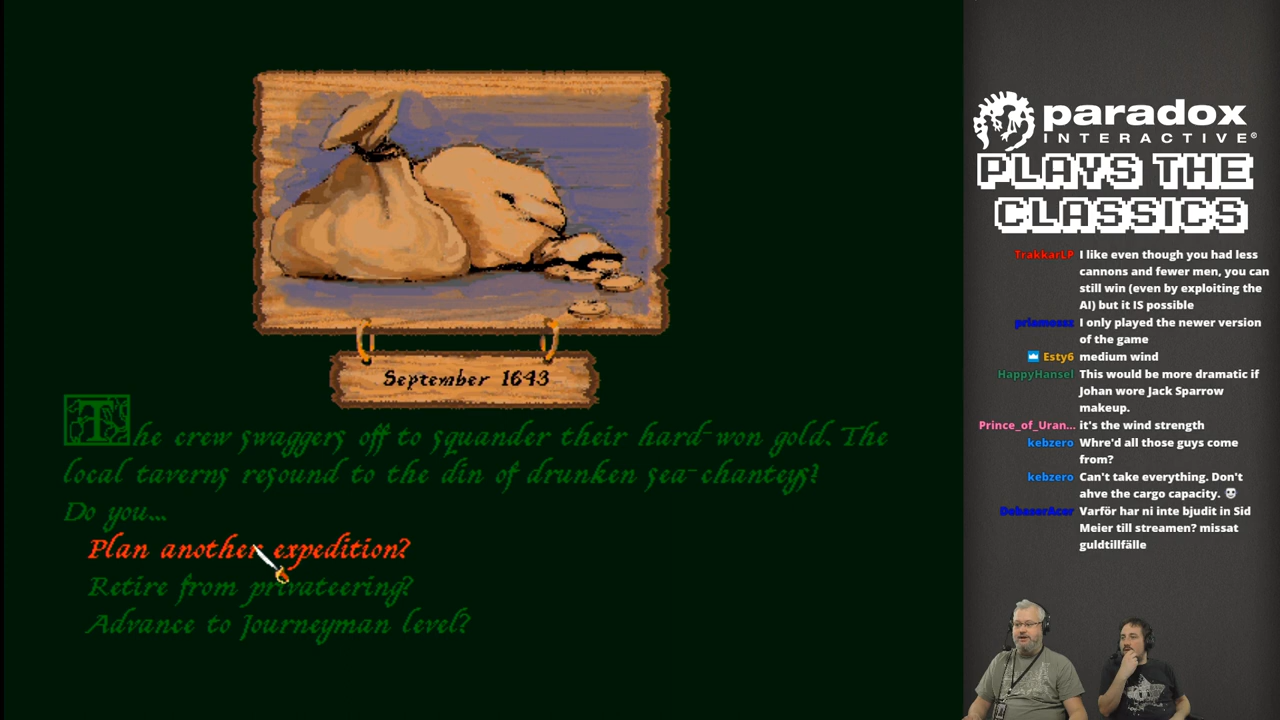 September 1643
The crew swaggers off to squander their hard-won gold. The
local taverns resound to the din of drunken sea-chanteys?
Do you...
Plan another expedition?
Retire from privateering?
Advance to Journeyman level?
paradox
INTERACTIVE®
PLAYS THE
CLASSICS
TrakkarLP I like even though you had less
cannons and fewer men, you can
still win (even by exploiting the
AI) but it IS possible
I only played the newer version
of the game
Esty6 medium wind
HappyHansel This would be more dramatic if
Johan wore Jack Sparrow
makeup.
Prince_of_Uran... it's the wind strength
kebzero Whre'd all those guys come
from?
kebzero Can't take everything. Don't
ahve the cargo capacity.
DebaserAcer Varför har ni inte bjudit in Sid
Meier till streamen? missat
guldtillfälle